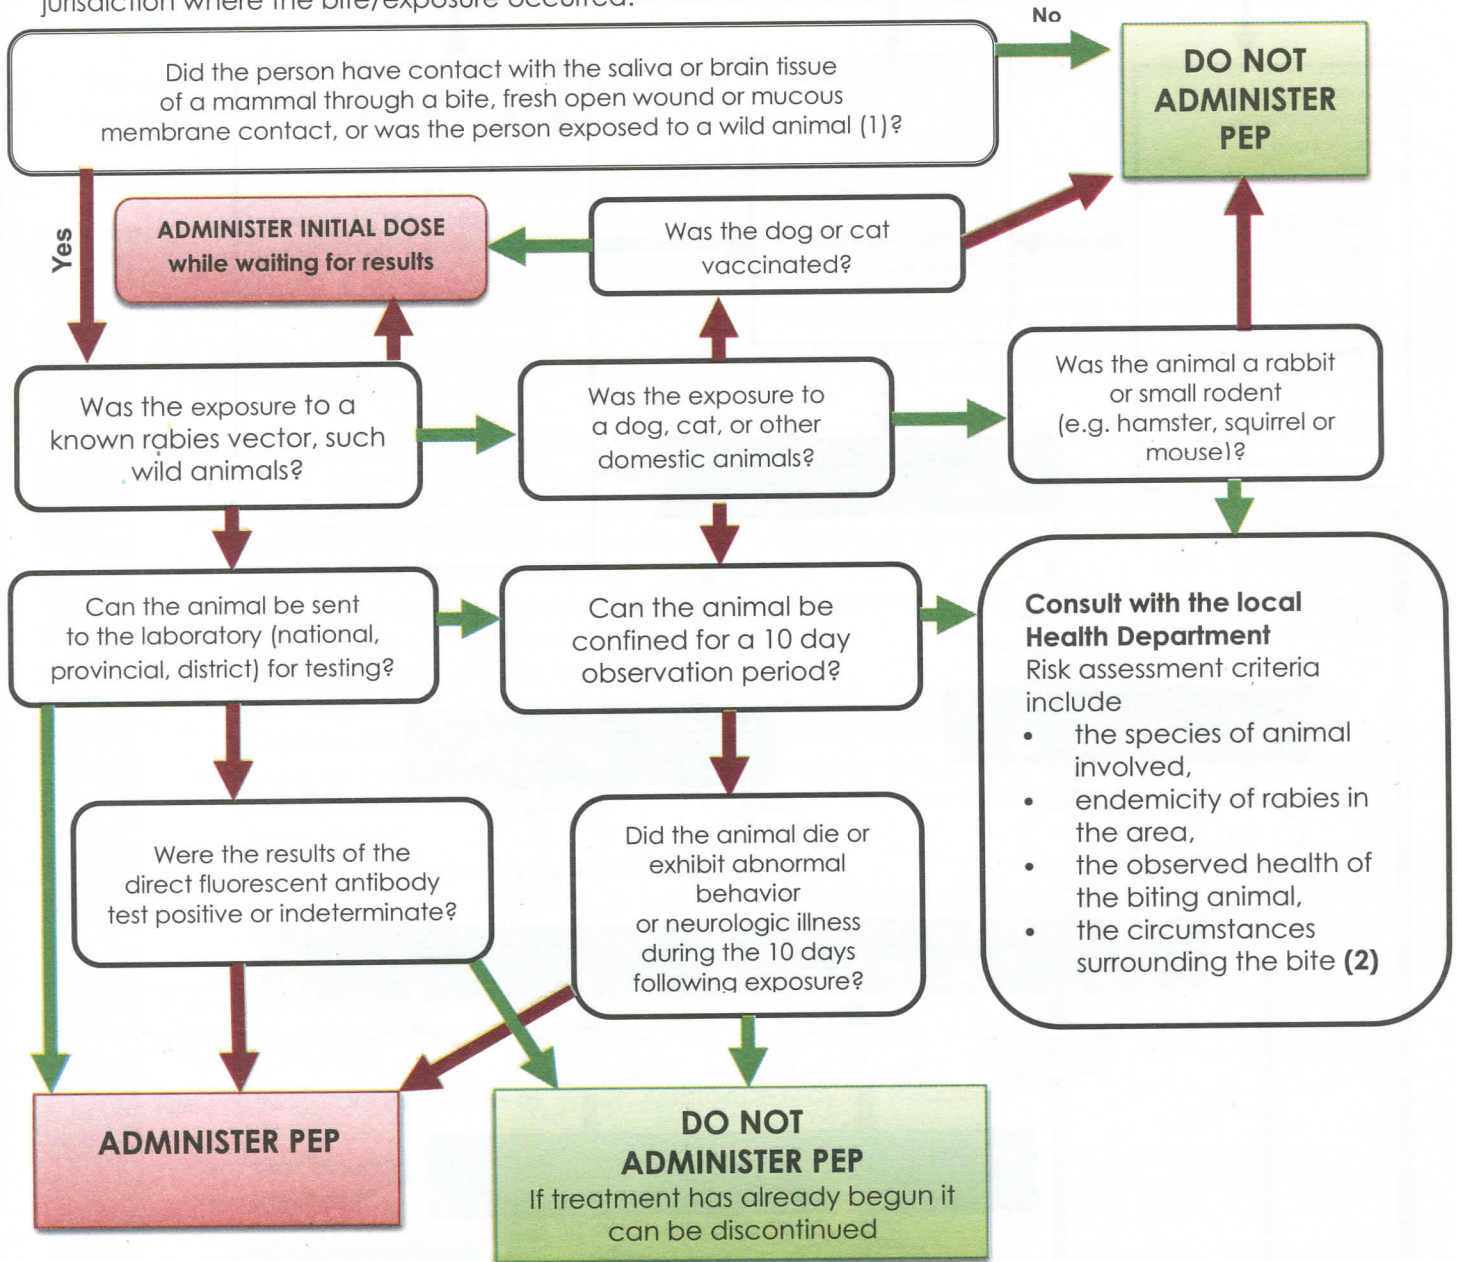 jurisdiction where the bite/exposure occurred.
No
Did the person have contact with the saliva or brain tissue
of a mammal through a bite, fresh open wound or mucous
membrane contact, or was the person exposed to a wild animal (1)?
DO NOT
ADMINISTER
PEP
Yes
ADMINISTER INITIAL DOSE
while waiting for results
Was the dog or cat
vaccinated?
Was the exposure to a
known rabies vector, such
wild animals?
Was the exposure to
a dog, cat, or other
domestic animals?
Was the animal a rabbit
or small rodent
(e.g. hamster, squirrel or
mouse)?
Can the animal be sent
to the laboratory (national,
provincial, district) for testing?
Can the animal be
confined for a 10 day
observation period?
Consult with the local
Health Department
Risk assessment criteria
include
• the species of animal
involved,
• endemicity of rabies in
the area,
• the observed health of
the biting animal,
• the circumstances
surrounding the bite (2)
Were the results of the
direct fluorescent antibody
test positive or indeterminate?
Did the animal die or
exhibit abnormal
behavior
or neurologic illness
during the 10 days
following exposure?
ADMINISTER PEP
DO NOT
ADMINISTER PEP
If treatment has already begun it
can be discontinued